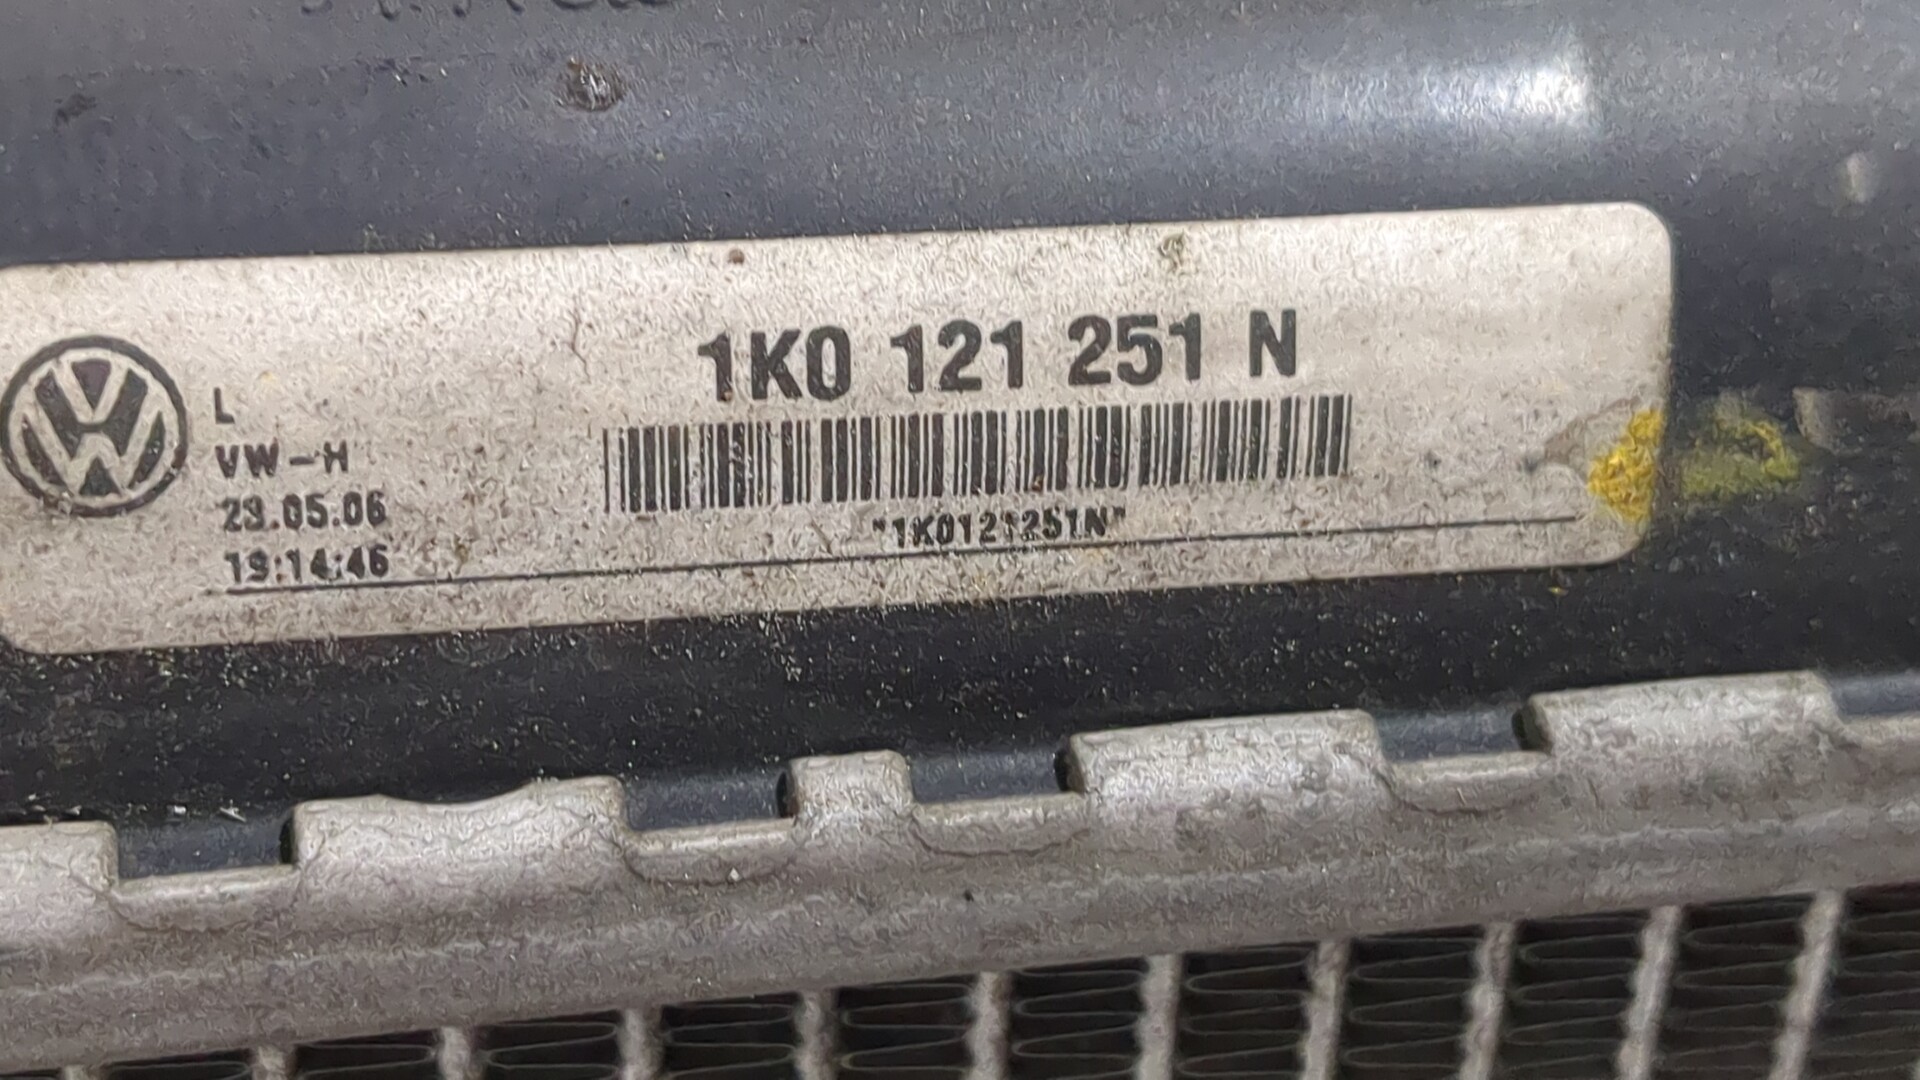 1K0 121 251 N
L
VW-H
23.05.06
19:14:46
"1K0121251N"